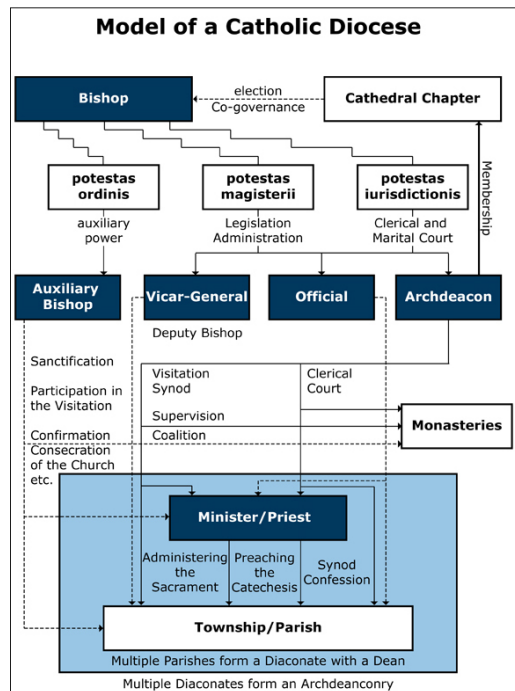 Model of a Catholic Diocese
Bishop
election
Co-governance
Cathedral Chapter
Membership
potestas
ordinis
potestas
magisterii
potestas
iurisdictionis
auxiliary
power
Legislation
Administration
Clerical and
Marital Court
Auxiliary
Bishop
Vicar-General
Official
Archdeacon
Deputy Bishop
Sanctification
Participation in
the Visitation
Confirmation
Consecration
of the Church
etc.
Visitation
Synod
Clerical
Court
Supervision
Coalition
Monasteries
Minister/Priest
Administering
the
Sacrament
Preaching
the
Catechesis
Synod
Confession
Township/Parish
Multiple Parishes form a Diaconate with a Dean
Multiple Diaconates form an Archdeanconry